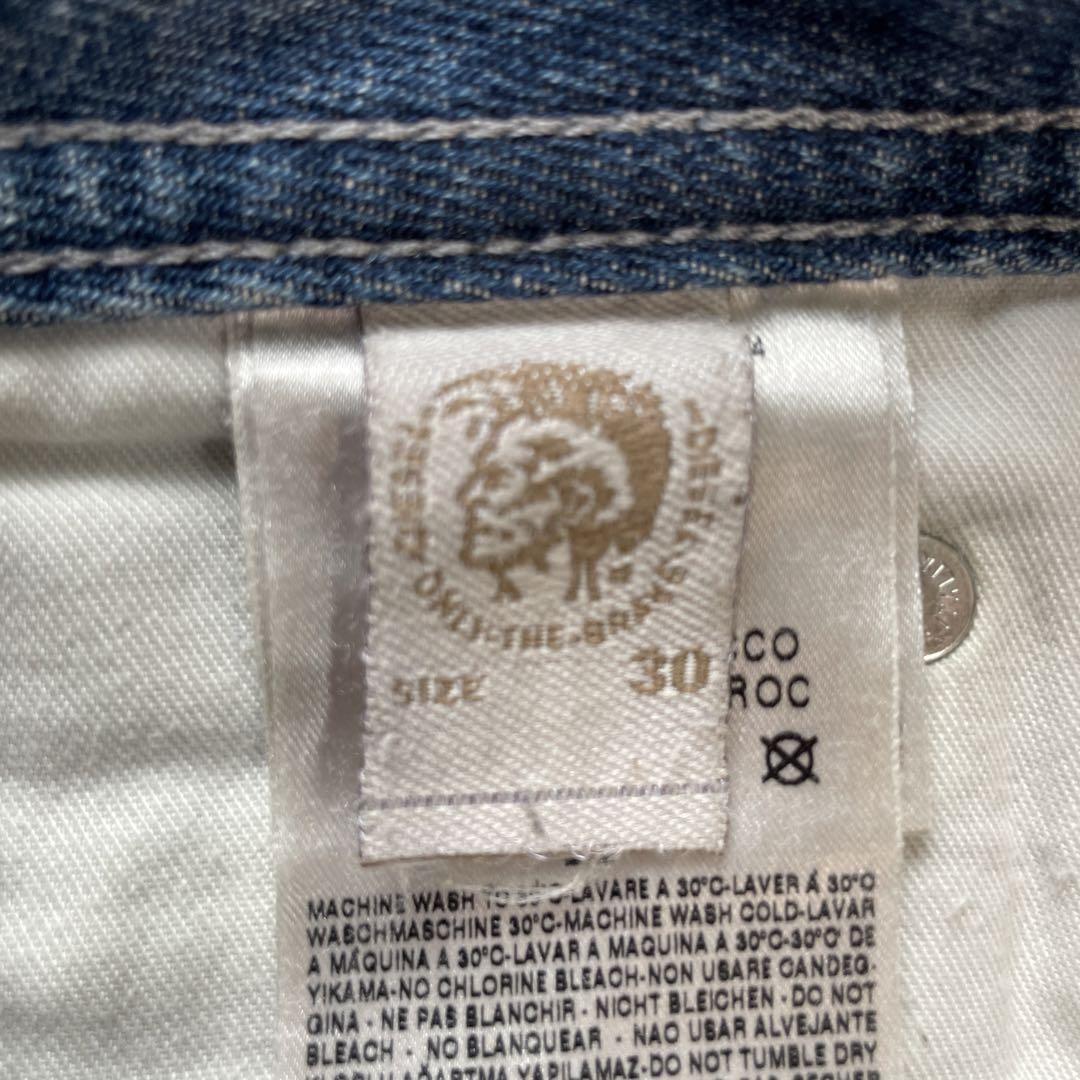 DIESEL
ONLY·THE·BRAVE
SIZE 30
CCO
ROC
MACHINE WASH TO 30°C-LAVARE A 30°C-LAVER Á 30°C
WASCHMASCHINE 30°C-MACHINE WASH COLD-LAVAR
A MÁQUINA A 30°C-LAVAR A MAQUINA A 30°C-30°C' DE
YIKAMA-NO CHLORINE BLEACH-NON USARE CANDEG-
GINA - NE PAS BLANCHIR - NICHT BLEICHEN - DO NOT
BLEACH - NO BLANQUEAR - NAO USAR ALVEJANTE
YAPILAMAZ-DO NOT TUMBLE DRY